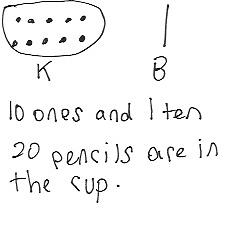 K B
10 ones and 1 ten
20 pencils are in
the cup.